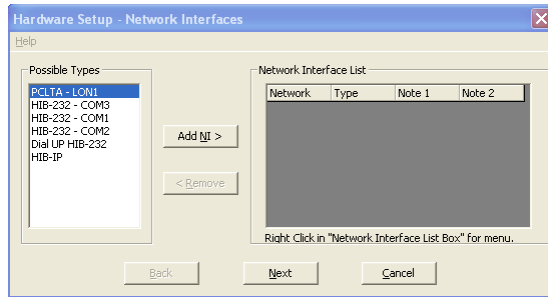 Hardware Setup - Network Interfaces
Help
Possible Types
PCLTA - LON1
HIB-232 - COM3
HIB-232 - COM1
HIB-232 - COM2
Dial UP HIB-232
HIB-IP
Add NI >
< Remove
Network Interface List
Network Type Note 1 Note 2
Right Click in "Network Interface List Box" for menu.
Back Next Cancel